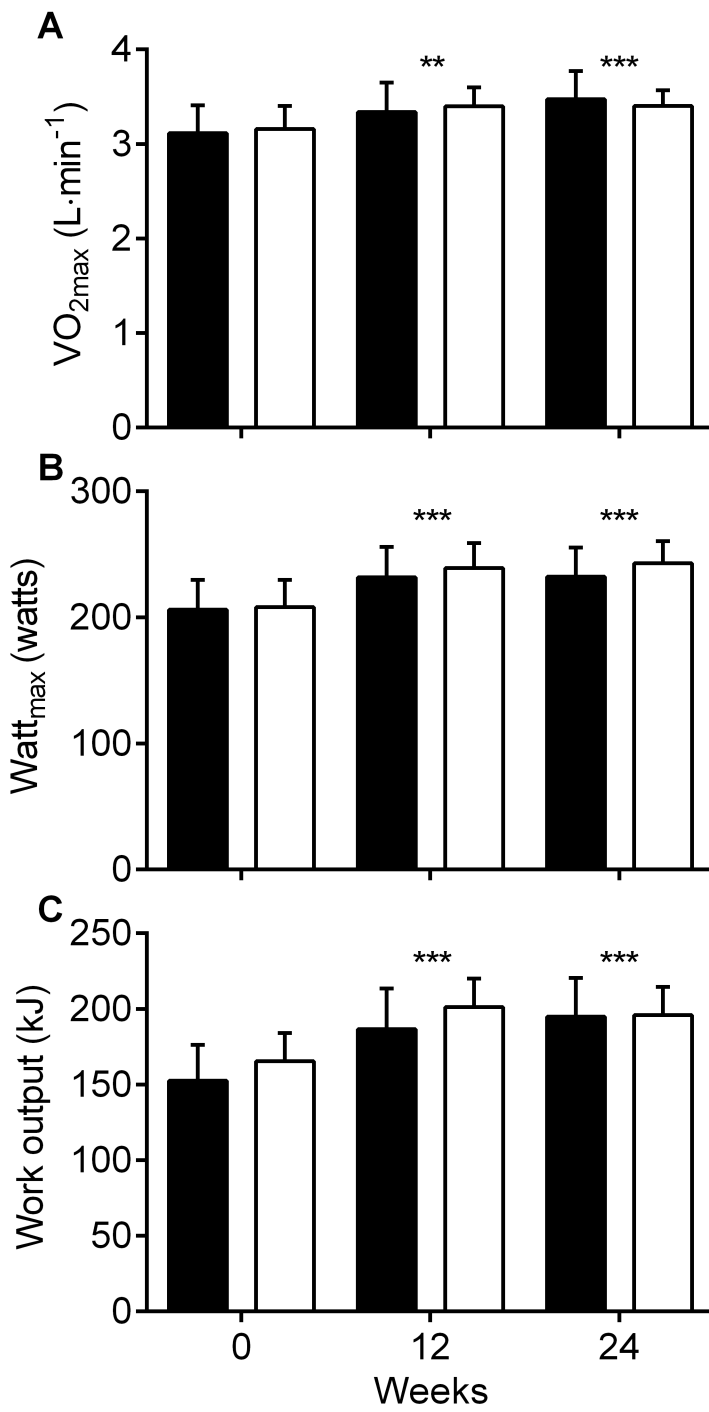 A
VO2max (L·min-1)
4
3
2
1
0
**
***
B
Wattmax (watts)
300
200
100
0
***
***
C
Work output (kJ)
250
200
150
100
50
0
***
***
0 12 24
Weeks